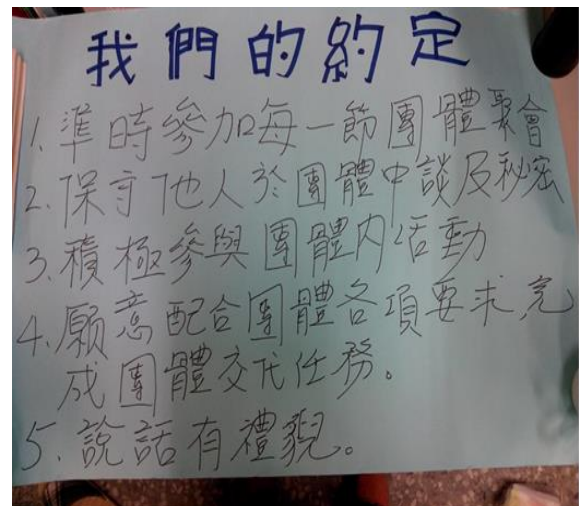 我們的約定
1. 準時參加每一節團體聚會
2. 保守他人於團體中談及秘密
3. 積極參與團體內活動
4. 願意配合團體各項要求,完
成團體交代任務。
5. 說話有禮貌。